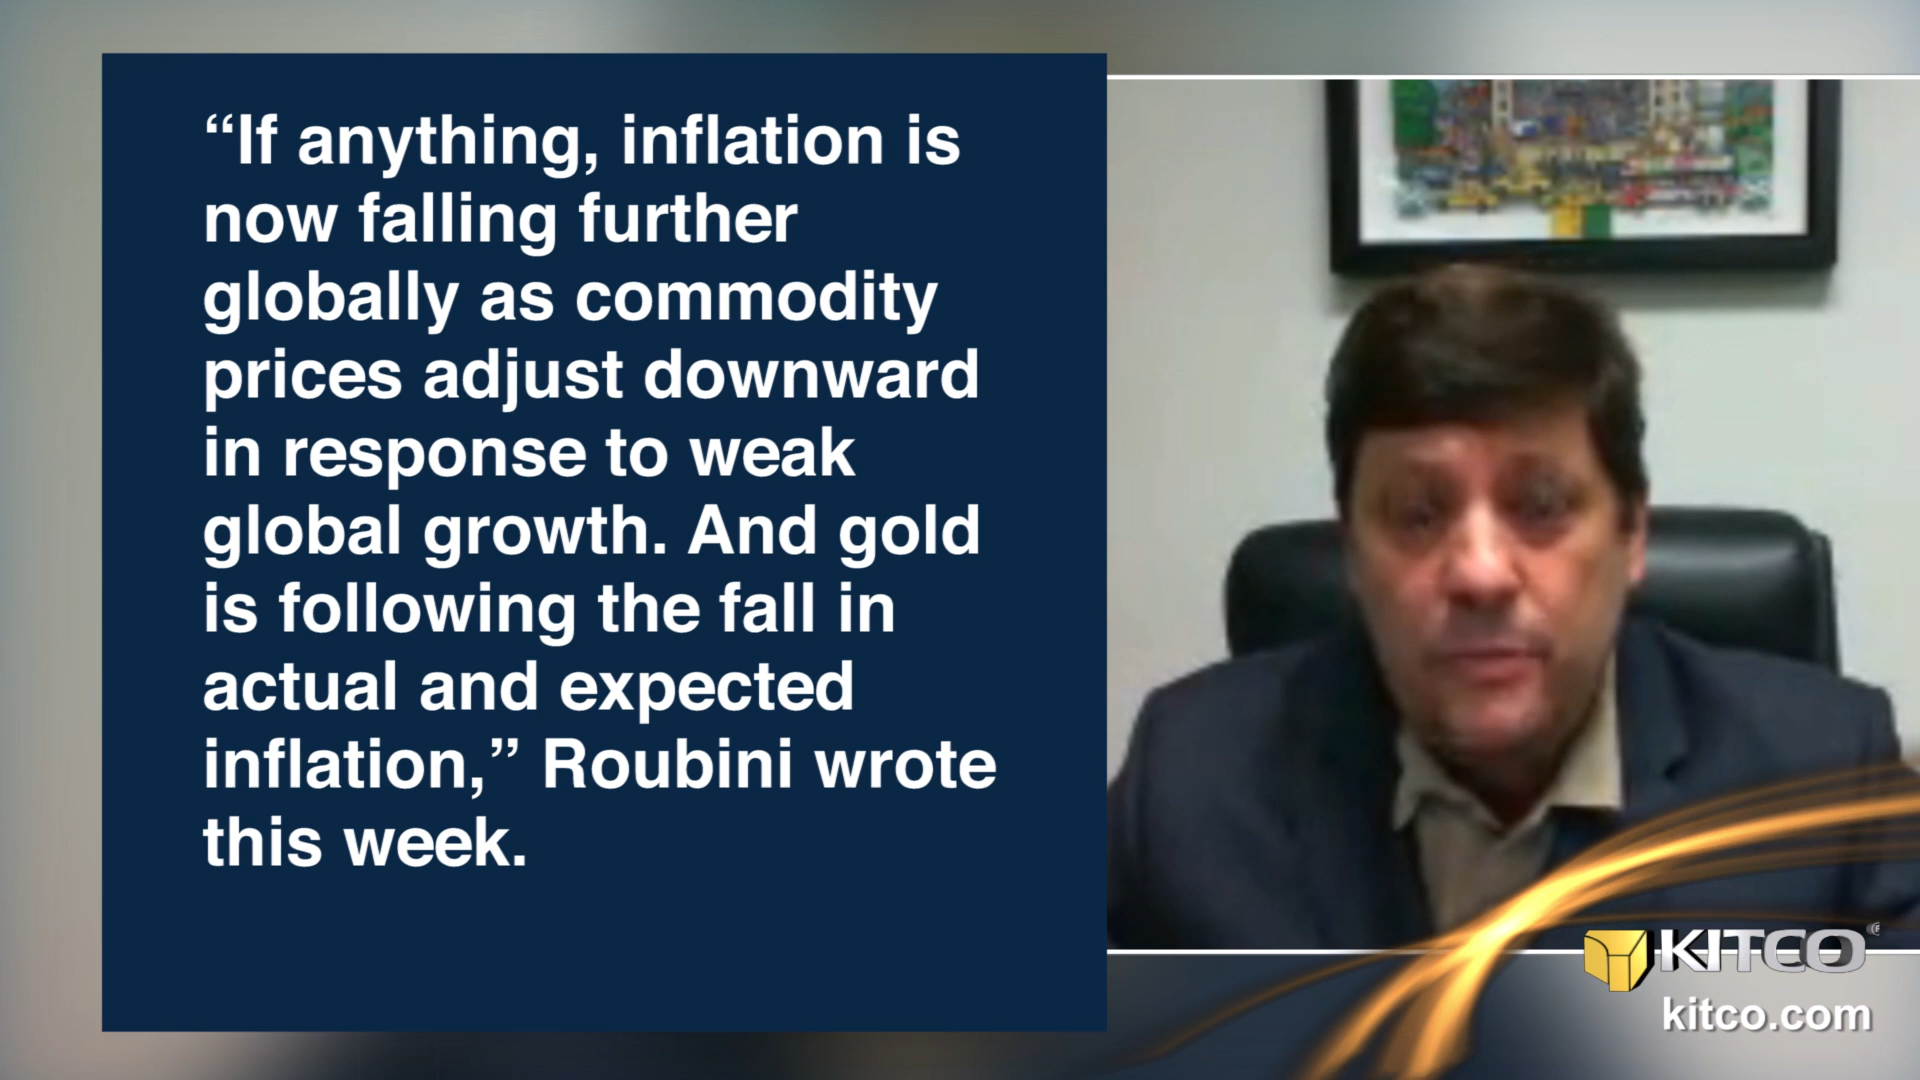 “If anything, inflation is
now falling further
globally as commodity
prices adjust downward
in response to weak
global growth. And gold
is following the fall in
actual and expected
inflation,” Roubini wrote
this week.
KITCO®
kitco.com